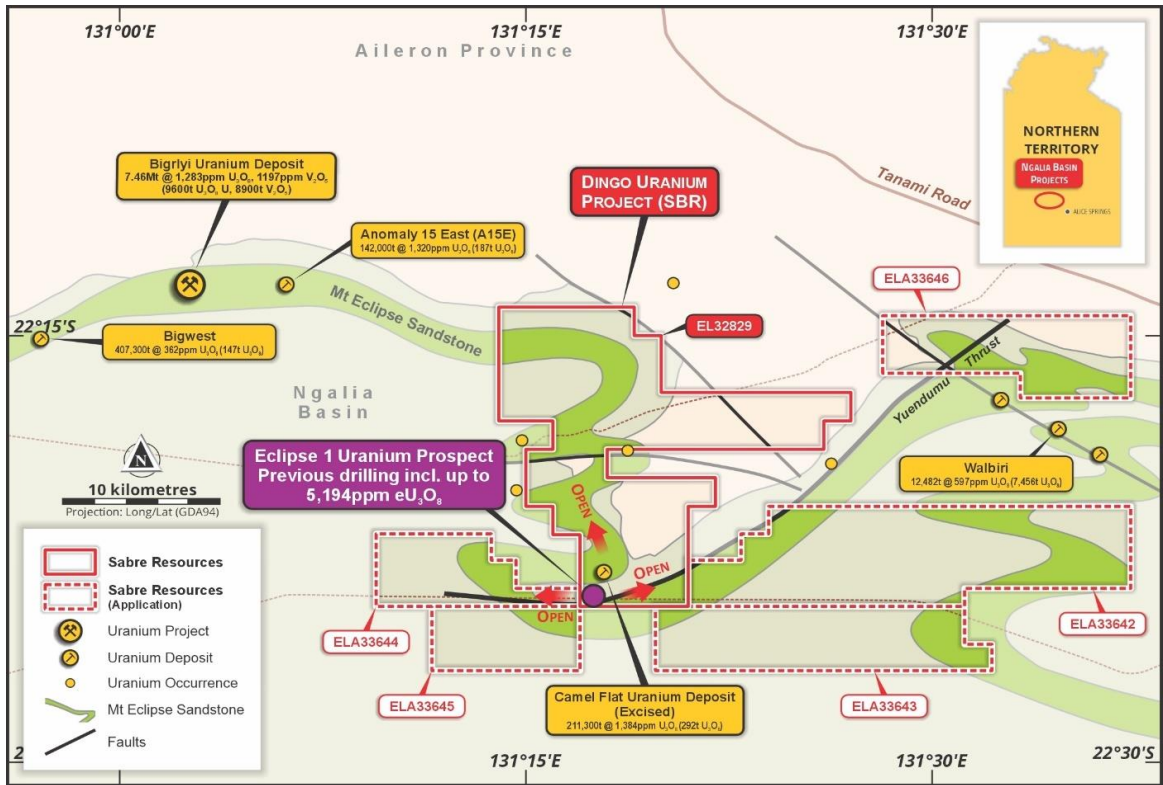 131°00'E
131°15'E
131°30'E
Aileron Province
NORTHERN
TERRITORY
NGALIA BASIN
PROJECTS
ALICE SPRINGS
Tanami Road
Bigrlyi Uranium Deposit
7.46Mt @ 1,283ppm U₃O₈, 1197ppm V₂O₅
(9600t U₃O₈ U, 8900t V₂O₅)
DINGO URANIUM
PROJECT (SBR)
Anomaly 15 East (A15E)
142,000t @ 1,320ppm U₃O₈ (187t U₃O₈)
ELA33646
Mt Eclipse Sandstone
22°15'S
EL32829
Bigwest
407,300t @ 362ppm U₃O₈ (147t U₃O₈)
Yuendumu Thrust
Ngalia
Basin
Eclipse 1 Uranium Prospect
Previous drilling incl. up to
5,194ppm eU₃O₈
Walbiri
12,482t @ 597ppm U₃O₈ (7,456t U₃O₈)
N
10 kilometres
Projection: Long/Lat (GDA94)
OPEN
OPEN
OPEN
Sabre Resources
Sabre Resources
(Application)
Uranium Project
Uranium Deposit
Uranium Occurrence
Mt Eclipse Sandstone
Faults
ELA33644
ELA33642
ELA33645
Camel Flat Uranium Deposit
(Excised)
211,300t @ 1,384ppm U₃O₈ (292t U₃O₈)
ELA33643
131°15'E
131°30'E
22°30'S